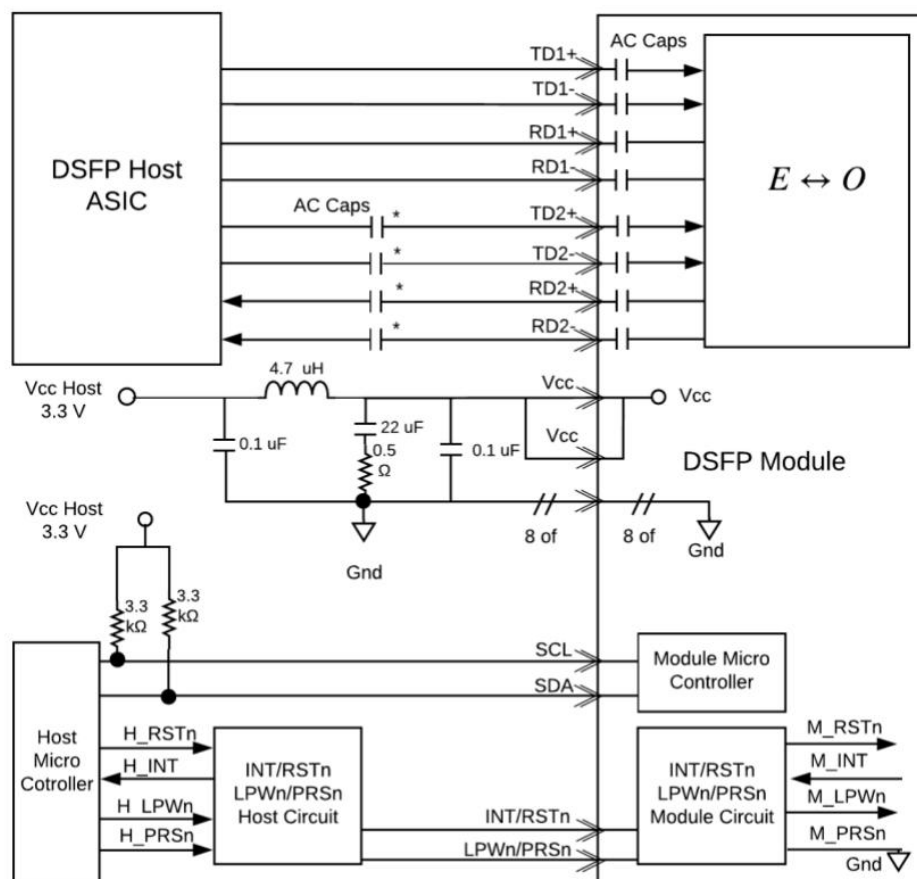 AC Caps
TD1+
TD1-
RD1+
RD1-
DSFP Host
ASIC
E ↔ O
AC Caps
*
TD2+
*
TD2-
*
RD2+
*
RD2-
Vcc Host
3.3 V
4.7 uH
Vcc
Vcc
0.1 uF
22 uF
0.5
Ω
0.1 uF
Vcc
DSFP Module
Vcc Host
3.3 V
Gnd
8 of
8 of
Gnd
3.3
kΩ
3.3
kΩ
SCL
SDA
Module Micro
Controller
Host
Micro
Cotroller
H_RSTn
H_INT
H_LPWn
H_PRSn
INT/RSTn
LPWn/PRSn
Host Circuit
INT/RSTn
LPWn/PRSn
INT/RSTn
LPWn/PRSn
Module Circuit
M_RSTn
M_INT
M_LPWn
M_PRSn
Gnd